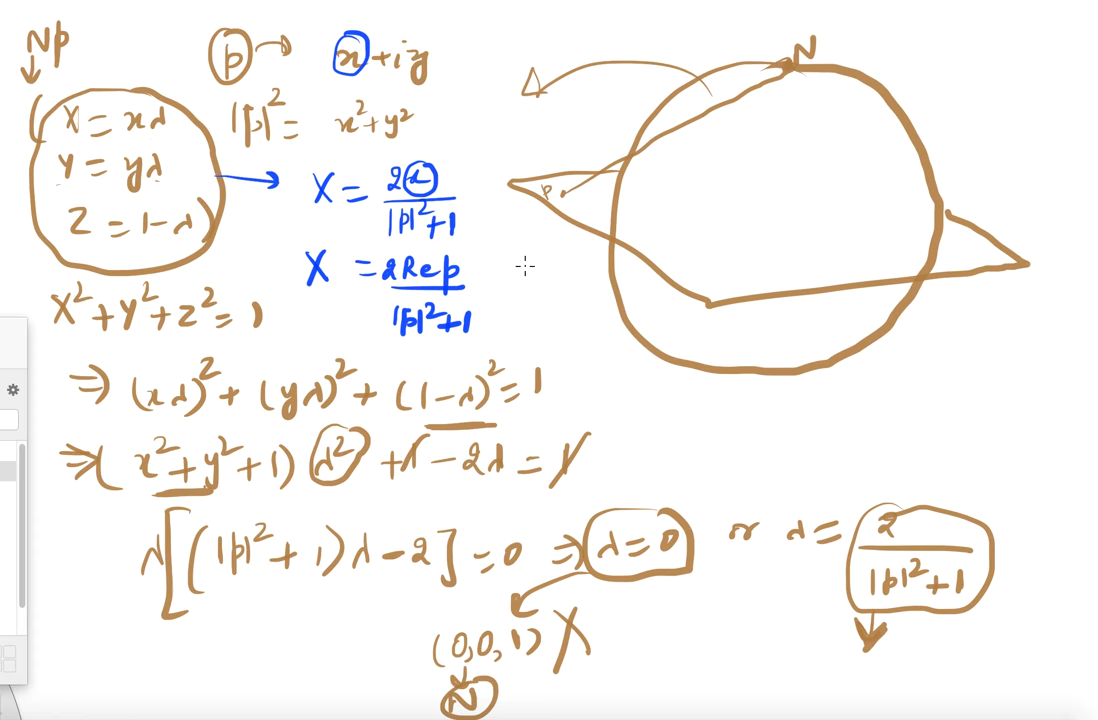 Np
p → x+iy
N
X = xλ
|p|² = x²+y²
Y = yλ
Z = 1-λ)
X = 2x / |p|²+1
p
X = 2Re p / |p|²+1
X²+Y²+Z² = 1
⇒ (xλ)² + (yλ)² + (1-λ)² = 1
⇒ (x²+y²+1) λ² + 1 - 2λ = 1
λ[(|p|²+1)λ-2] = 0 ⇒ λ=0 or λ = 2 / |p|²+1
(0,0,1) X
N